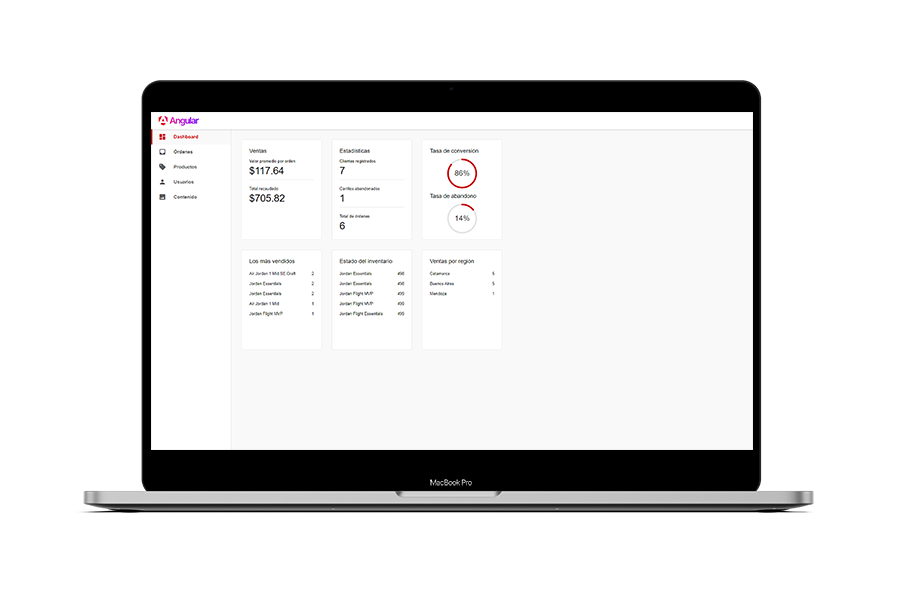 Angular
Dashboard
Órdenes
Productos
Usuarios
Contenido
Ventas
Valor promedio por orden
$117.64
Total recaudado
$705.82
Estadísticas
Clientes registrados
7
Carritos abandonados
1
Total de órdenes
6
Tasa de conversión
86%
Tasa de abandono
14%
Los más vendidos
Air Jordan 1 Mid SE Craft 2
Jordan Essentials 2
Jordan Essentials 2
Air Jordan 1 Mid
Jordan Flight MVP
Estado del inventario
Jordan Essentials 498
Jordan Essentials 498
Jordan Flight MVP 499
Jordan Flight MVP 499
Jordan Flight Essentials 499
Ventas por región
Catamarca 5
Buenos Aires 5
Mendoza 1
MacBook Pro